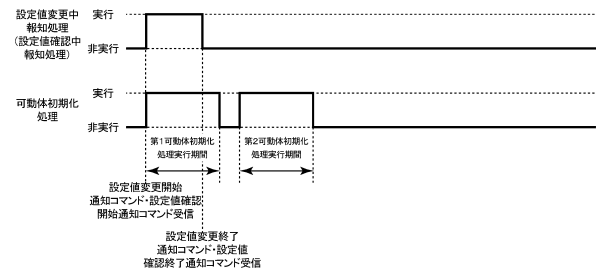 設定値変更中
報知処理
(設定値確認中
報知処理)
実行
非実行
可動体初期化
処理
実行
非実行
第1可動体初期化
処理実行期間
第2可動体初期化
処理実行期間
設定値変更開始
通知コマンド・設定値確認
開始通知コマンド受信
設定値変更終了
通知コマンド・設定値
確認終了通知コマンド受信